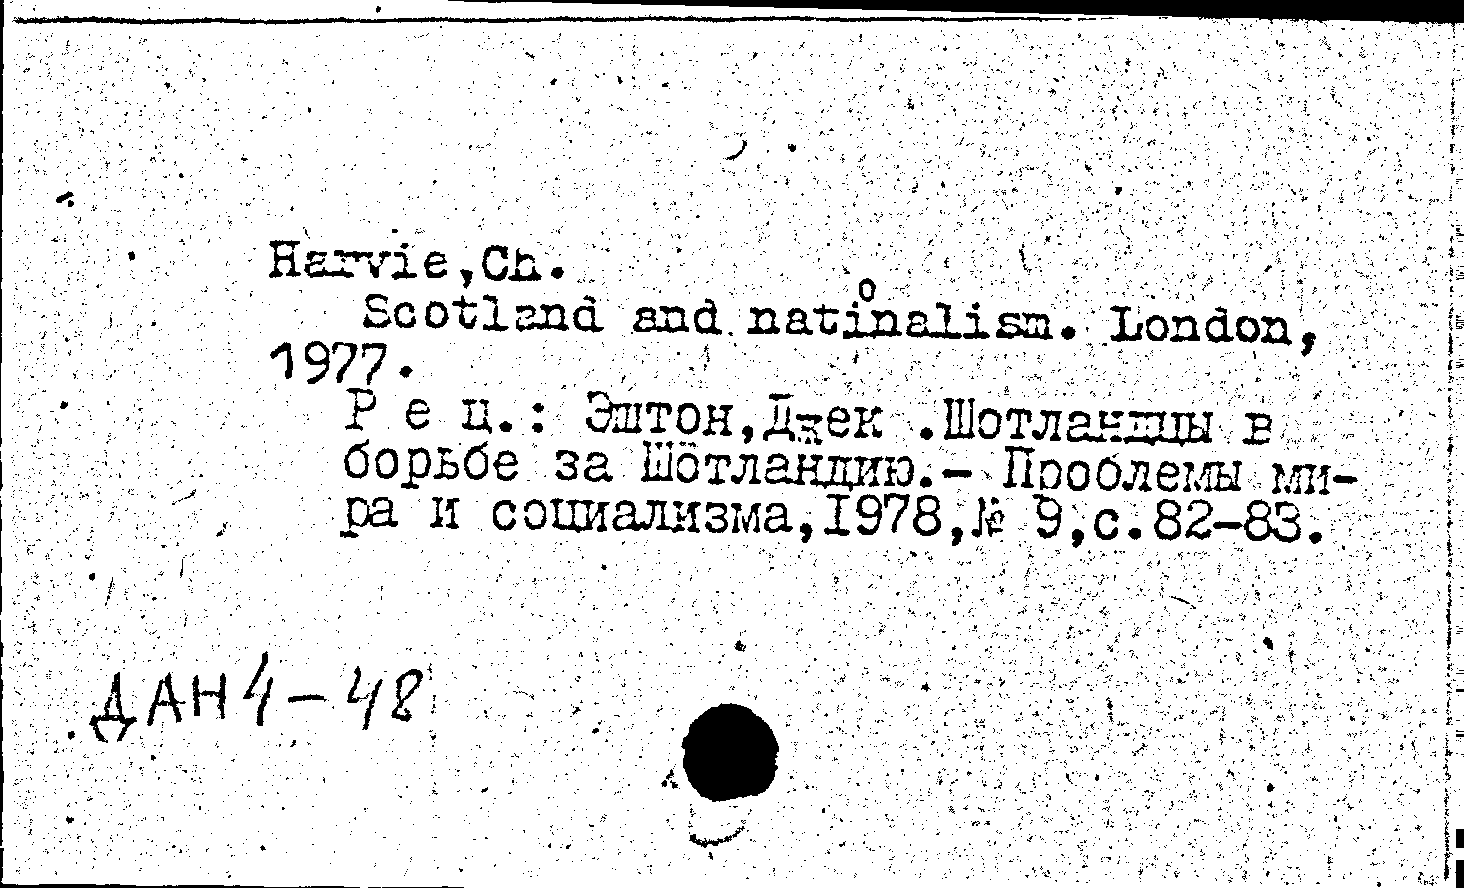 Harvie,Ch.
Scotland and natiоnalism. London,
1977.
Р е ц.: Эштон,Джек .Шотландцы в
борьбе за Шотландию.- Проблемы ми-
ра и социализма,1978,№ 9,с.82-83.
ДАН4-48